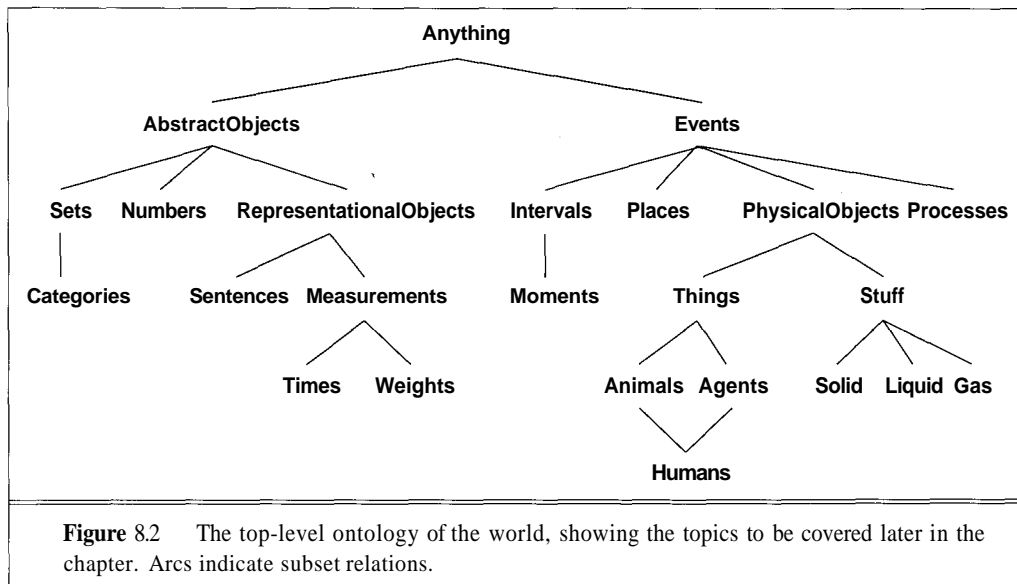 Anything
AbstractObjects Events
Sets Numbers RepresentationalObjects Intervals Places PhysicalObjects Processes
Categories Sentences Measurements Moments Things Stuff
Times Weights Animals Agents Solid Liquid Gas
Humans
Figure 8.2 The top-level ontology of the world, showing the topics to be covered later in the
chapter. Arcs indicate subset relations.